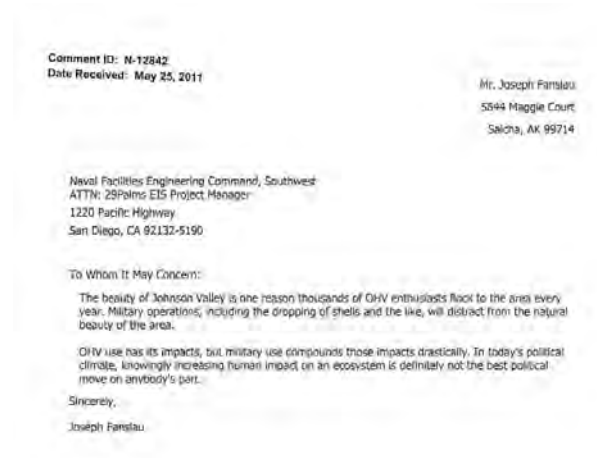 Comment ID: N-12842
Date Received: May 25, 2011
Mr. Joseph Fanslau
5844 Maggie Court
Salcha, AK 99714
Naval Facilities Engineering Command, Southwest
ATTN: 29Palms EIS Project Manager
1220 Pacific Highway
San Diego, CA 92132-5190
To Whom It May Concern:
The beauty of Johnson Valley is one reason thousands of OHV enthusiasts flock to the area every
year. Military operations, including the dropping of shells and the like, will distract from the natural
beauty of the area.
OHV use has its impacts, but military use compounds those impacts drastically. In today's political
climate, knowingly increasing human impact on an ecosystem is definitely not the best political
move on anybody's part.
Sincerely,
Joseph Fanslau